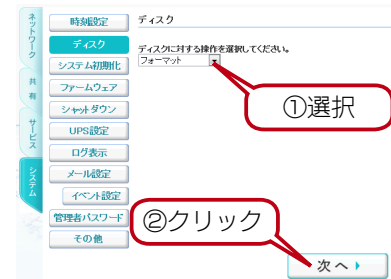 ネットワーク
共有
サービス
システム
時刻設定
ディスク
システム初期化
ファームウェア
シャットダウン
UPS設定
ログ表示
メール設定
イベント設定
管理者パスワード
その他
ディスク
ディスクに対する操作を選択してください。
フォーマット
①選択
②クリック
次へ